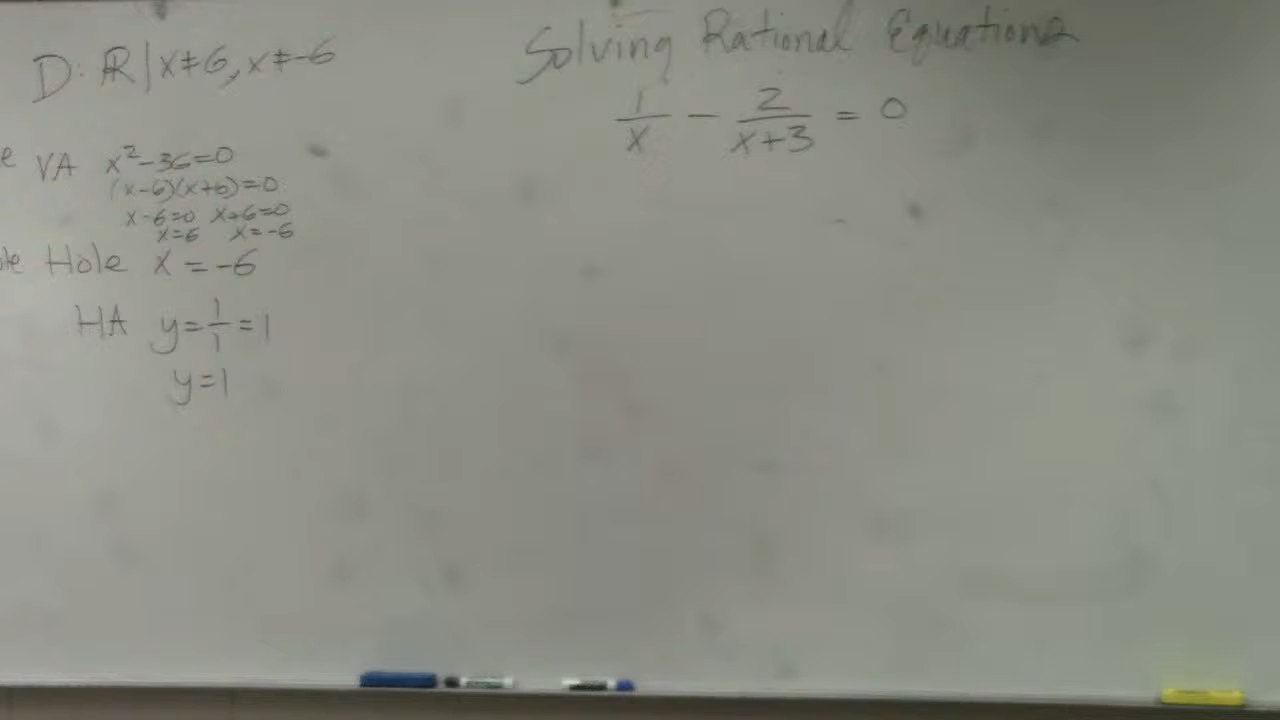 D: ℝ | x≠6, x≠-6
VA x²-36=0
(x-6)(x+6)=0
x-6=0 x+6=0
x=6 x=-6
Hole x = -6
HA y=1/1=1
y=1
Solving Rational Equations
1/x - 2/(x+3) = 0